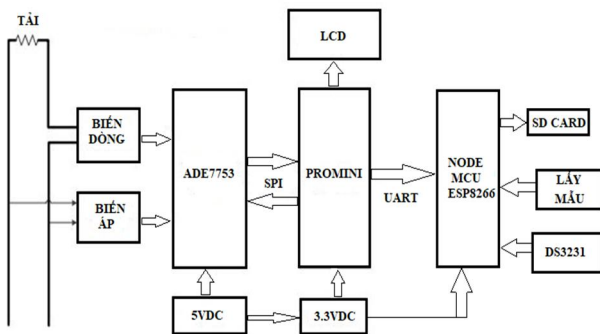 TẢI
LCD
BIẾN
DÒNG
ADE7753
SPI
PROMINI
UART
NODE
MCU
ESP8266
SD CARD
LẤY
MẪU
BIẾN
ÁP
DS3231
5VDC
3.3VDC